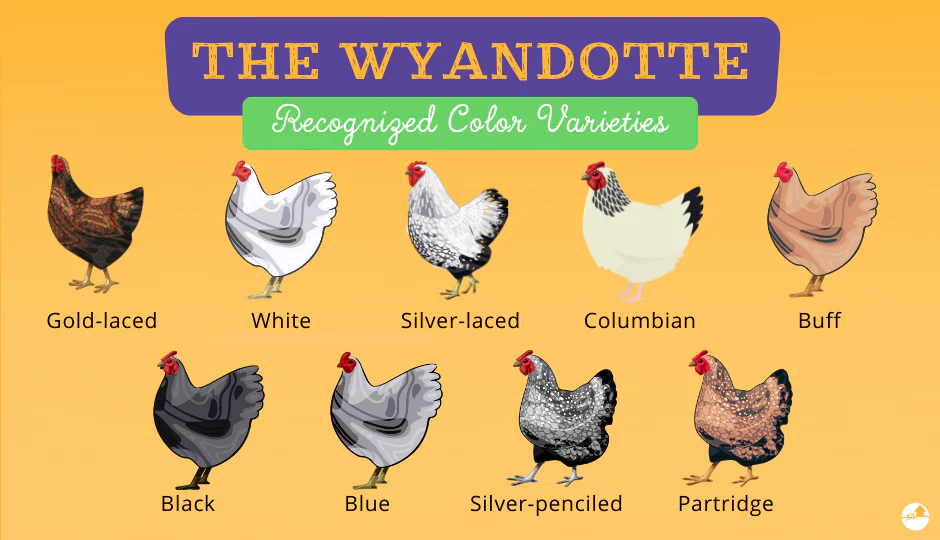 THE WYANDOTTE
Recognized Color Varieties
Gold-laced White Silver-laced Columbian Buff
Black Blue Silver-penciled Partridge